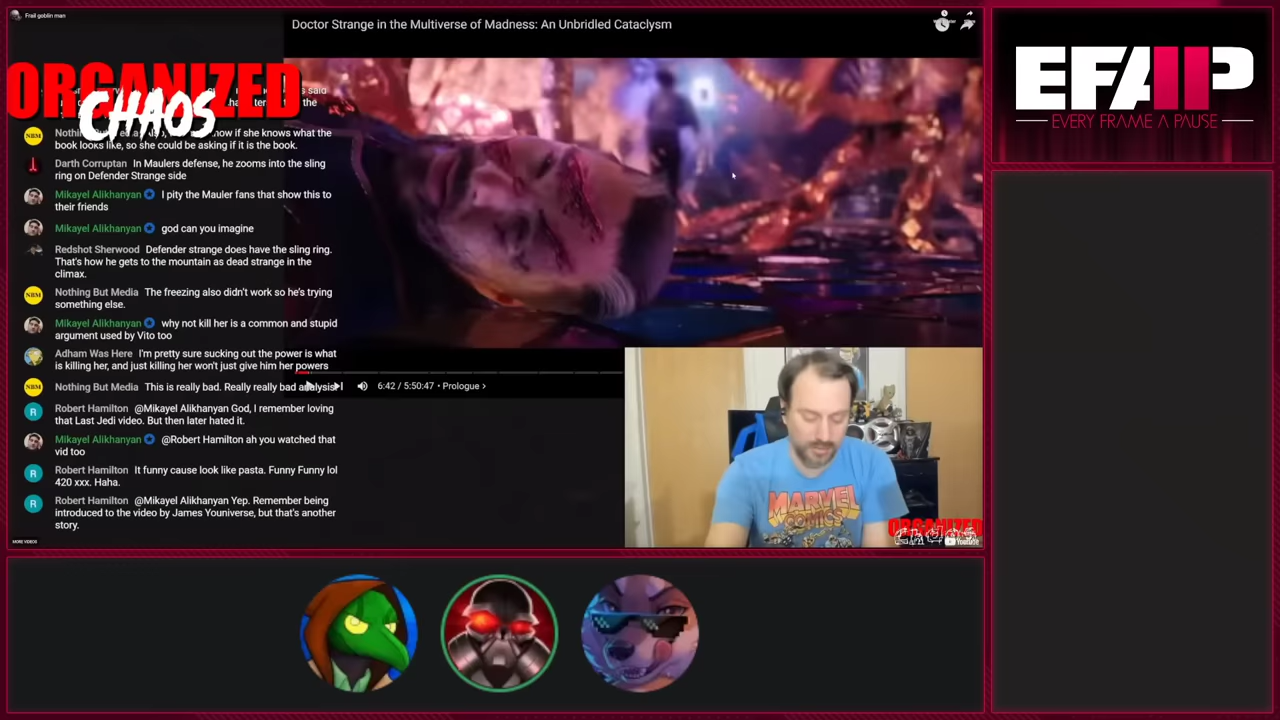 Frail goblin man
Doctor Strange in the Multiverse of Madness: An Unbridled Cataclysm
ORGANIZED
CHAOS
said
the
Nothi
now if she knows what the
book looks like, so she could be asking if it is the book.
Darth Corruptan In Maulers defense, he zooms into the sling
ring on Defender Strange side
Mikayel Alikhanyan I pity the Mauler fans that show this to
their friends
Mikayel Alikhanyan god can you imagine
Redshot Sherwood Defender strange does have the sling ring.
That's how he gets to the mountain as dead strange in the
climax.
NBM
Nothing But Media The freezing also didn't work so he's trying
something else.
Mikayel Alikhanyan why not kill her is a common and stupid
argument used by Vito too
Adham Was Here I'm pretty sure sucking out the power is what
is killing her, and just killing her won't just give him her powers
NBM
Nothing But Media This is really bad. Really really bad analysis
6:42 / 5:50:47 • Prologue >
R
Robert Hamilton @Mikayel Alikhanyan God, I remember loving
that Last Jedi video. But then later hated it.
Mikayel Alikhanyan @Robert Hamilton ah you watched that
vid too
R
Robert Hamilton It funny cause look like pasta. Funny Funny lol
420 xxx. Haha.
R
Robert Hamilton @Mikayel Alikhanyan Yep. Remember being
introduced to the video by James Youniverse, but that's another
story.
MORE VIDEOS
MARVEL
COMICS
ORGANIZED
YouTube
EFAP
EVERY FRAME A PAUSE